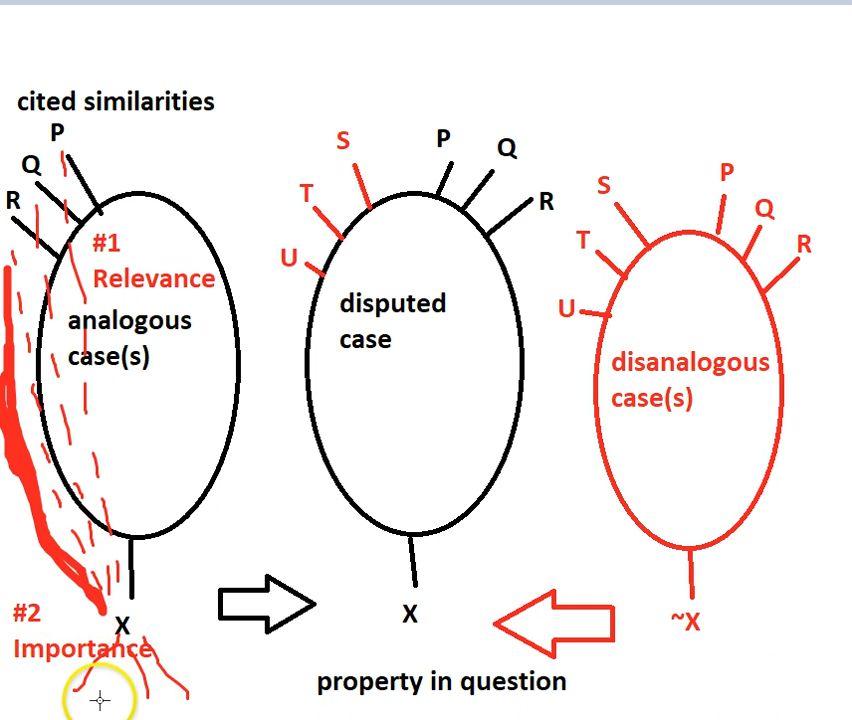 cited similarities
P
Q
R
#1
Relevance
analogous
case(s)
#2
Importance
X
S
T
U
P
Q
R
disputed
case
X
property in question
S
T
U
P
Q
R
disanalogous
case(s)
~X